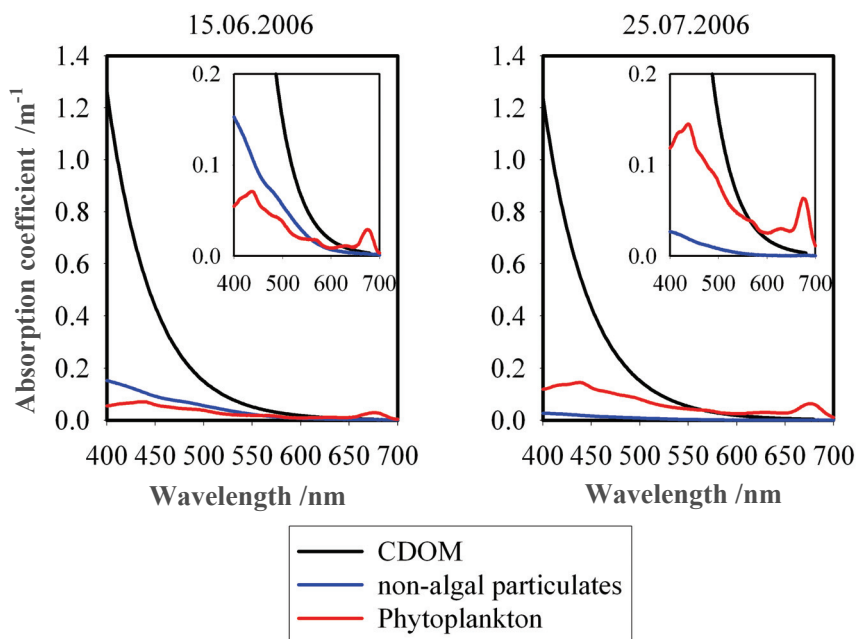 15.06.2006
25.07.2006
Absorption coefficient /m-1
1.4
1.2
1.0
0.8
0.6
0.4
0.2
0.0
400 450 500 550 600 650 700
Wavelength /nm
0.2
0.1
0.0
400 500 600 700
1.4
1.2
1.0
0.8
0.6
0.4
0.2
0.0
400 450 500 550 600 650 700
Wavelength /nm
0.2
0.1
0.0
400 500 600 700
CDOM
non-algal particulates
Phytoplankton